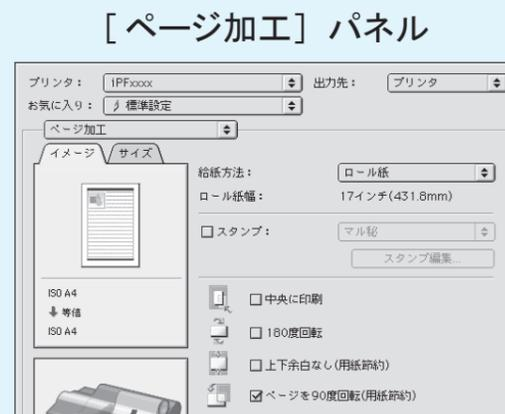 ［ページ加工］パネル
プリンタ： iPFxxxx 出力先： プリンタ
お気に入り： 標準設定
ページ加工
イメージ サイズ
給紙方法： ロール紙
ロール紙幅： 17インチ(431.8mm)
スタンプ： マル秘
スタンプ編集...
ISO A4
等倍
ISO A4
中央に印刷
180度回転
上下余白なし(用紙節約)
ページを90度回転(用紙節約)